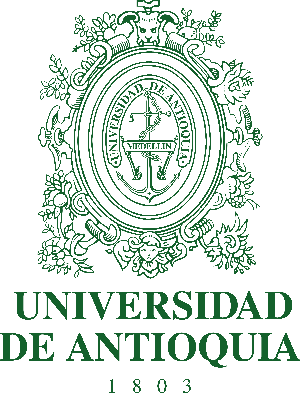 UNIVERSIDAD DE ANTIOQUIA
MEDELLIN
UNIVERSIDAD
DE ANTIOQUIA
1803